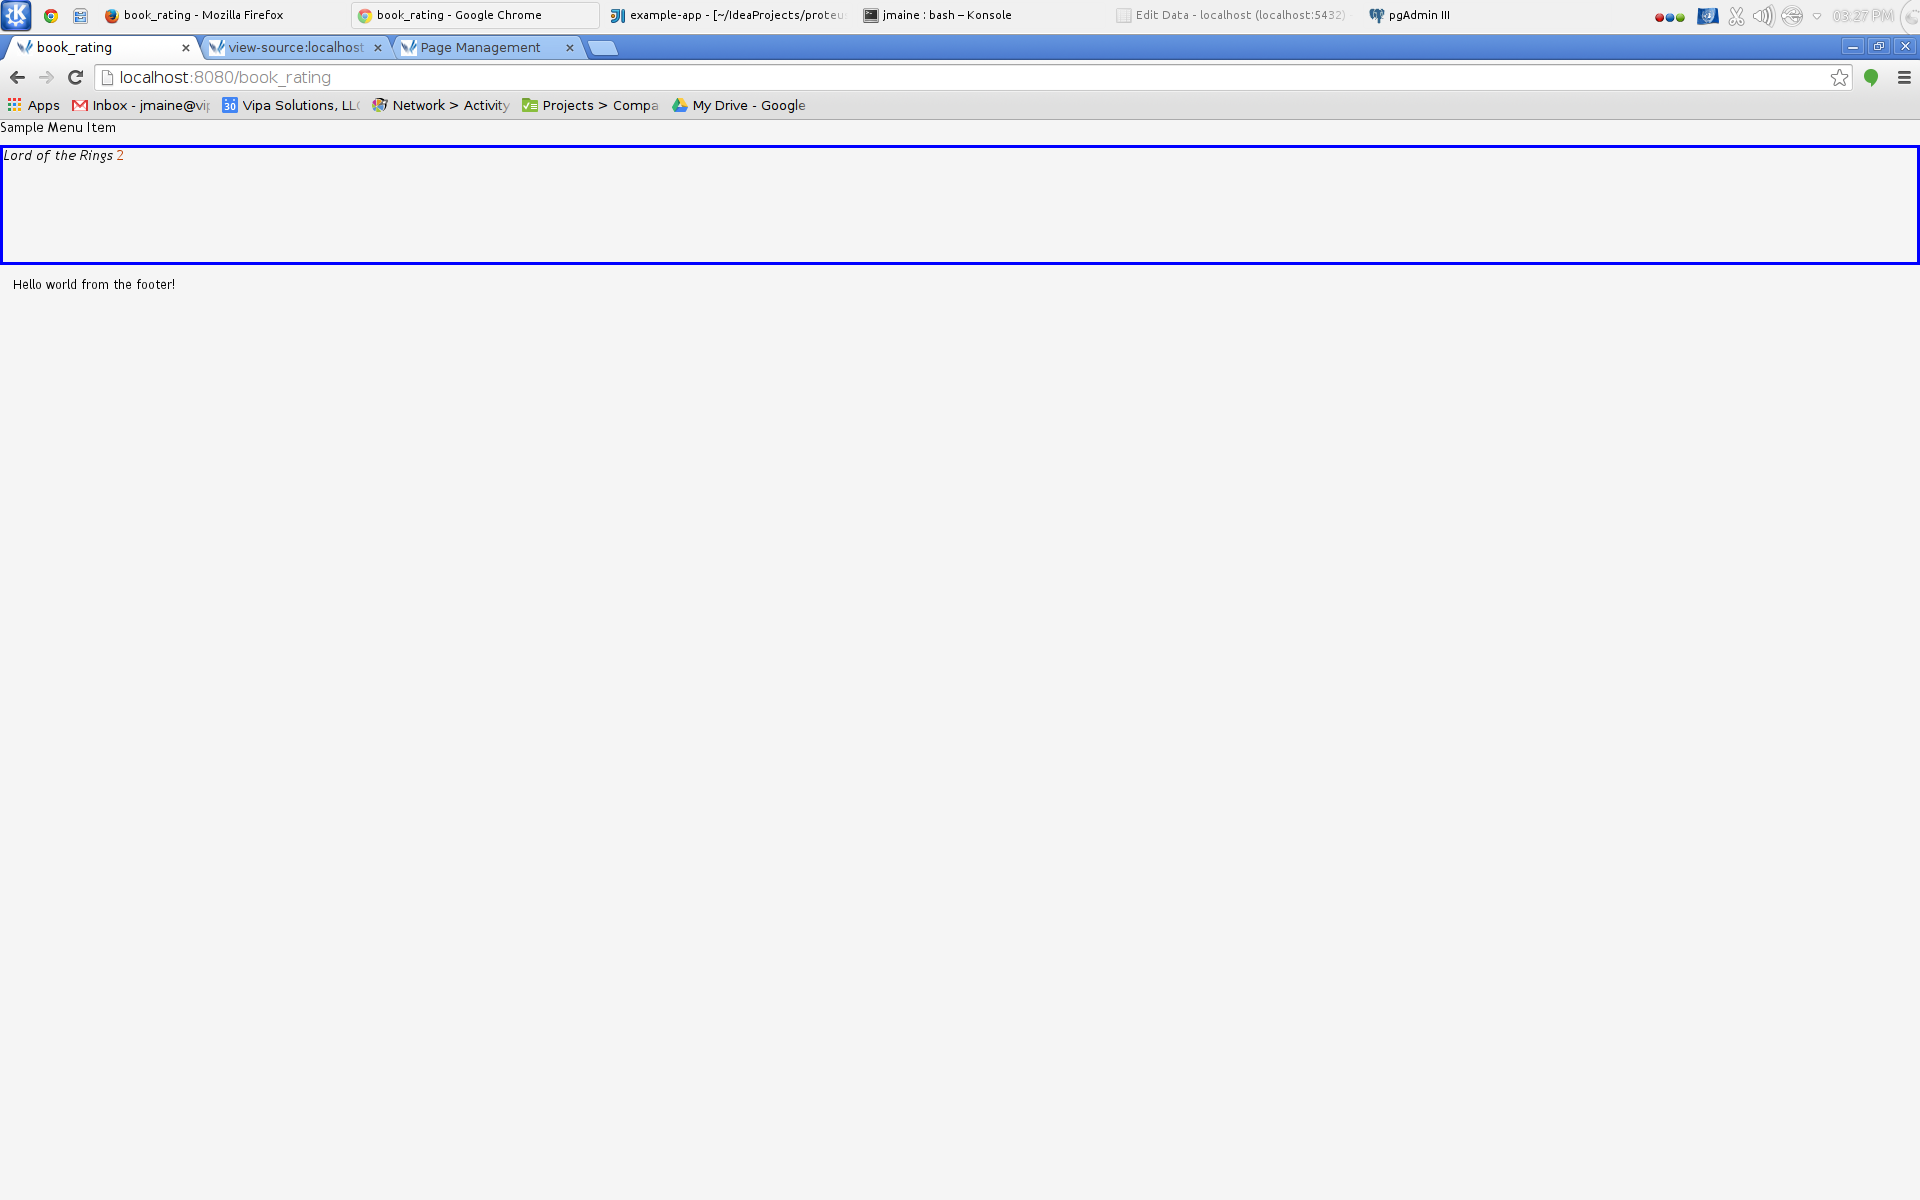 book_rating - Mozilla Firefox
book_rating - Google Chrome
example-app - [~/IdeaProjects/proteu
jmaine : bash – Konsole
Edit Data - localhost (localhost:5432)
pgAdmin III
03:27 PM
book_rating
view-source:localhost
Page Management
localhost:8080/book_rating
Apps
Inbox - jmaine@vip
30
Vipa Solutions, LLC
Network > Activity
Projects > Compa
My Drive - Google
Sample Menu Item
Lord of the Rings 2
Hello world from the footer!